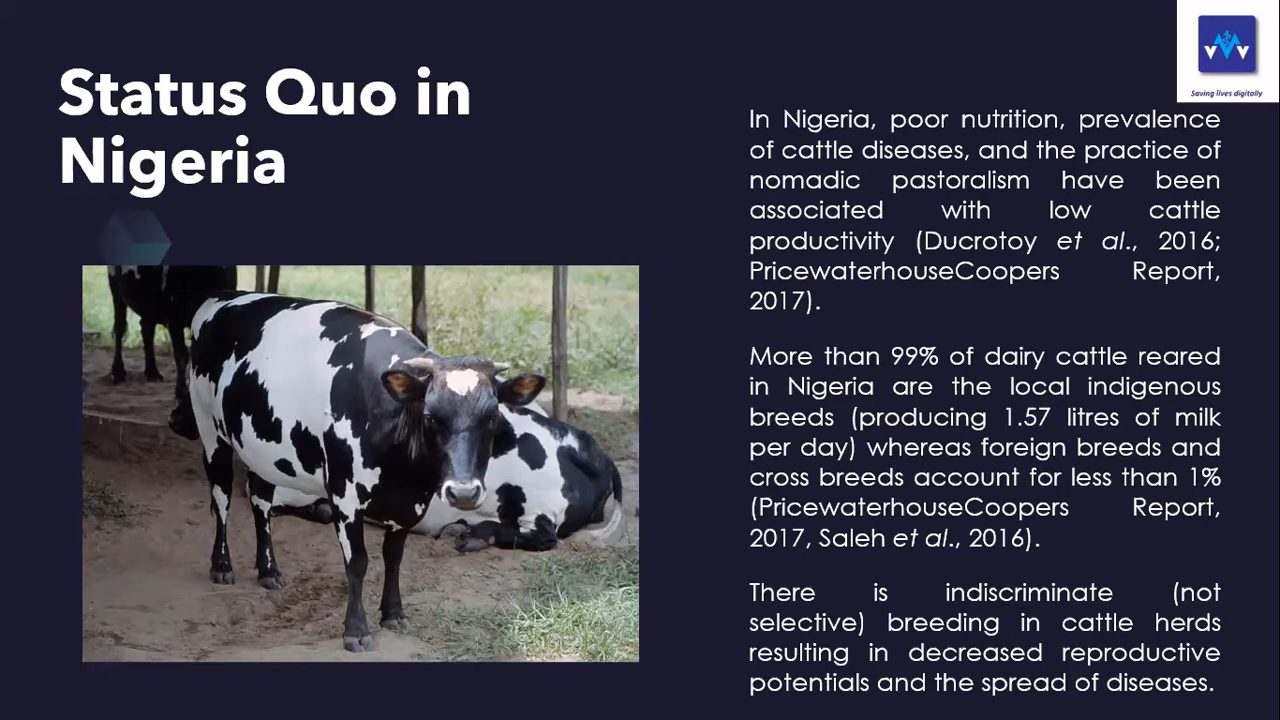 Status Quo in
Nigeria
VVV
Saving lives digitally
In Nigeria, poor nutrition, prevalence
of cattle diseases, and the practice of
nomadic pastoralism have been
associated with low cattle
productivity (Ducrotoy et al., 2016;
PricewaterhouseCoopers Report,
2017).
More than 99% of dairy cattle reared
in Nigeria are the local indigenous
breeds (producing 1.57 litres of milk
per day) whereas foreign breeds and
cross breeds account for less than 1%
(PricewaterhouseCoopers Report,
2017, Saleh et al., 2016).
There is indiscriminate (not
selective) breeding in cattle herds
resulting in decreased reproductive
potentials and the spread of diseases.